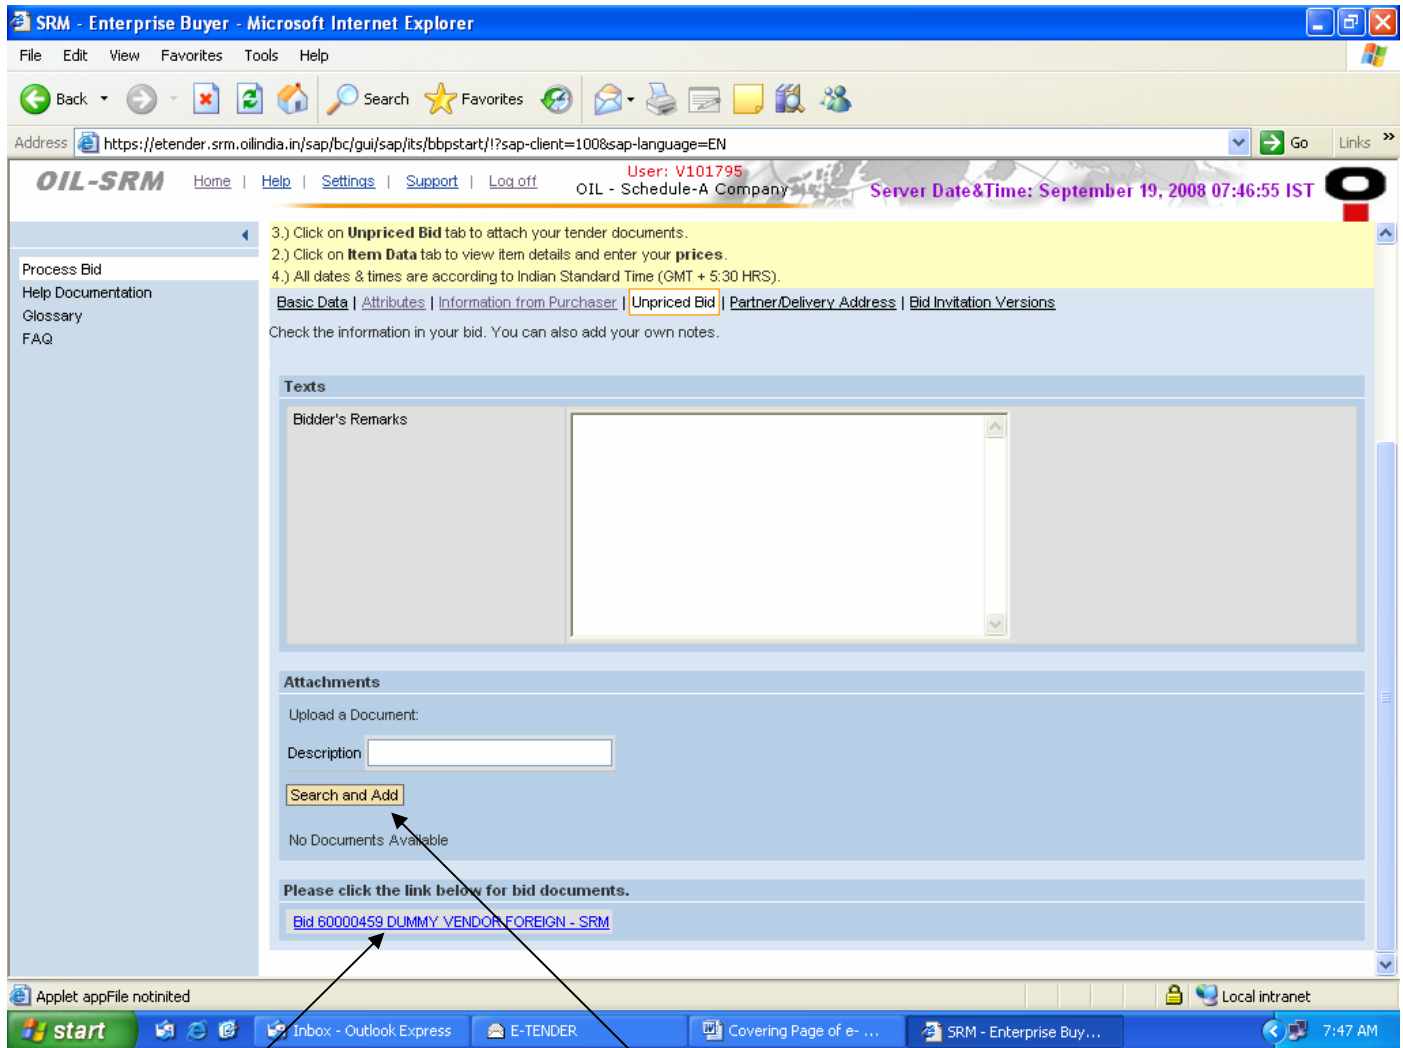 SRM - Enterprise Buyer - Microsoft Internet Explorer
File Edit View Favorites Tools Help
Back Search Favorites
Address https://etender.srm.oilindia.in/sap/bc/gui/sap/its/bbpstart/!?sap-client=100&sap-language=EN Go Links »
OIL-SRM Home | Help | Settings | Support | Log off
User: V101795
OIL - Schedule-A Company
Server Date&Time: September 19, 2008 07:46:55 IST
Process Bid
Help Documentation
Glossary
FAQ
3.) Click on Unpriced Bid tab to attach your tender documents.
2.) Click on Item Data tab to view item details and enter your prices.
4.) All dates & times are according to Indian Standard Time (GMT + 5:30 HRS).
Basic Data | Attributes | Information from Purchaser | Unpriced Bid | Partner/Delivery Address | Bid Invitation Versions
Check the information in your bid. You can also add your own notes.
Texts
Bidder's Remarks
Attachments
Upload a Document:
Description
Search and Add
No Documents Available
Please click the link below for bid documents.
Bid 60000459 DUMMY VENDOR FOREIGN - SRM
Applet appFile notinited Local intranet
start Inbox - Outlook Express E-TENDER Covering Page of e- ... SRM - Enterprise Buy... 7:47 AM